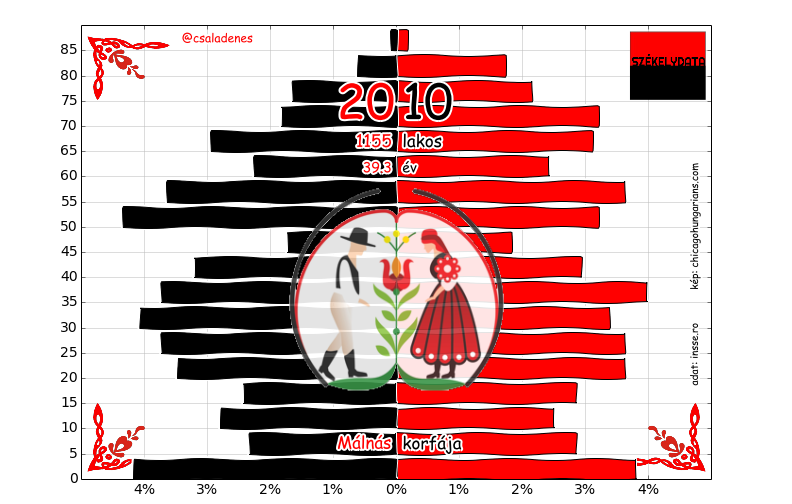 @csaladenes
SZÉKELYDATA
2010
1155 lakos
39.3 év
Málnás korfája
kép: chicagohungarians.com
adat: insse.ro
85
80
75
70
65
60
55
50
45
40
35
30
25
20
15
10
5
0
4% 3% 2% 1% 0% 1% 2% 3% 4%